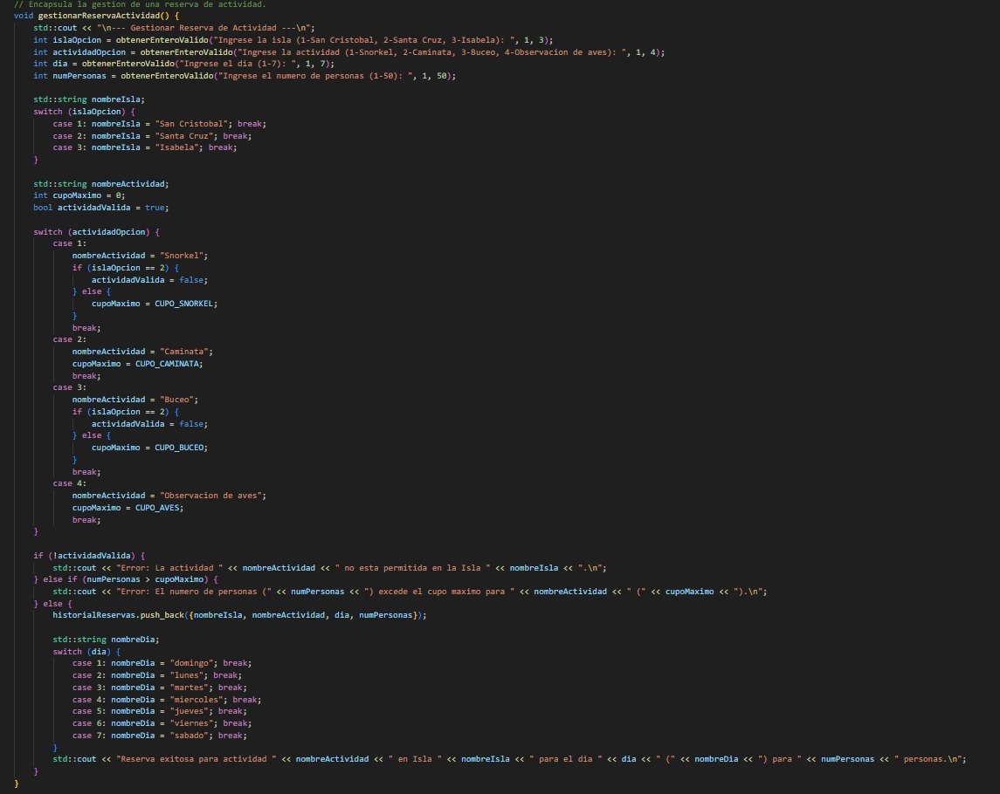 // Encapsula la gestion de una reserva de actividad.
void gestionarReservaActividad() {
    std::cout << "\n--- Gestionar Reserva de Actividad ---\n";
    int islaOpcion = obtenerEnteroValido("Ingrese la isla (1-San Cristobal, 2-Santa Cruz, 3-Isabela): ", 1, 3);
    int actividadOpcion = obtenerEnteroValido("Ingrese la actividad (1-Snorkel, 2-Caminata, 3-Buceo, 4-Observacion de aves): ", 1, 4);
    int dia = obtenerEnteroValido("Ingrese el dia (1-7): ", 1, 7);
    int numPersonas = obtenerEnteroValido("Ingrese el numero de personas (1-50): ", 1, 50);

    std::string nombreIsla;
    switch (islaOpcion) {
        case 1: nombreIsla = "San Cristobal"; break;
        case 2: nombreIsla = "Santa Cruz"; break;
        case 3: nombreIsla = "Isabela"; break;
    }

    std::string nombreActividad;
    int cupoMaximo = 0;
    bool actividadValida = true;

    switch (actividadOpcion) {
        case 1:
            nombreActividad = "Snorkel";
            if (islaOpcion == 2) {
                actividadValida = false;
            } else {
                cupoMaximo = CUPO_SNORKEL;
            }
            break;
        case 2:
            nombreActividad = "Caminata";
            cupoMaximo = CUPO_CAMINATA;
            break;
        case 3:
            nombreActividad = "Buceo";
            if (islaOpcion == 2) {
                actividadValida = false;
            } else {
                cupoMaximo = CUPO_BUCEO;
            }
            break;
        case 4:
            nombreActividad = "Observacion de aves";
            cupoMaximo = CUPO_AVES;
            break;
    }

    if (!actividadValida) {
        std::cout << "Error: La actividad " << nombreActividad << " no esta permitida en la Isla " << nombreIsla << ".\n";
    } else if (numPersonas > cupoMaximo) {
        std::cout << "Error: El numero de personas (" << numPersonas << ") excede el cupo maximo para " << nombreActividad << " (" << cupoMaximo << ").\n";
    } else {
        historialReservas.push_back({nombreIsla, nombreActividad, dia, numPersonas});

        std::string nombreDia;
        switch (dia) {
            case 1: nombreDia = "domingo"; break;
            case 2: nombreDia = "lunes"; break;
            case 3: nombreDia = "martes"; break;
            case 4: nombreDia = "miercoles"; break;
            case 5: nombreDia = "jueves"; break;
            case 6: nombreDia = "viernes"; break;
            case 7: nombreDia = "sabado"; break;
        }
        std::cout << "Reserva exitosa para actividad " << nombreActividad << " en Isla " << nombreIsla << " para el dia " << dia << " (" << nombreDia << ") para " << numPersonas << " personas.\n";
    }
}